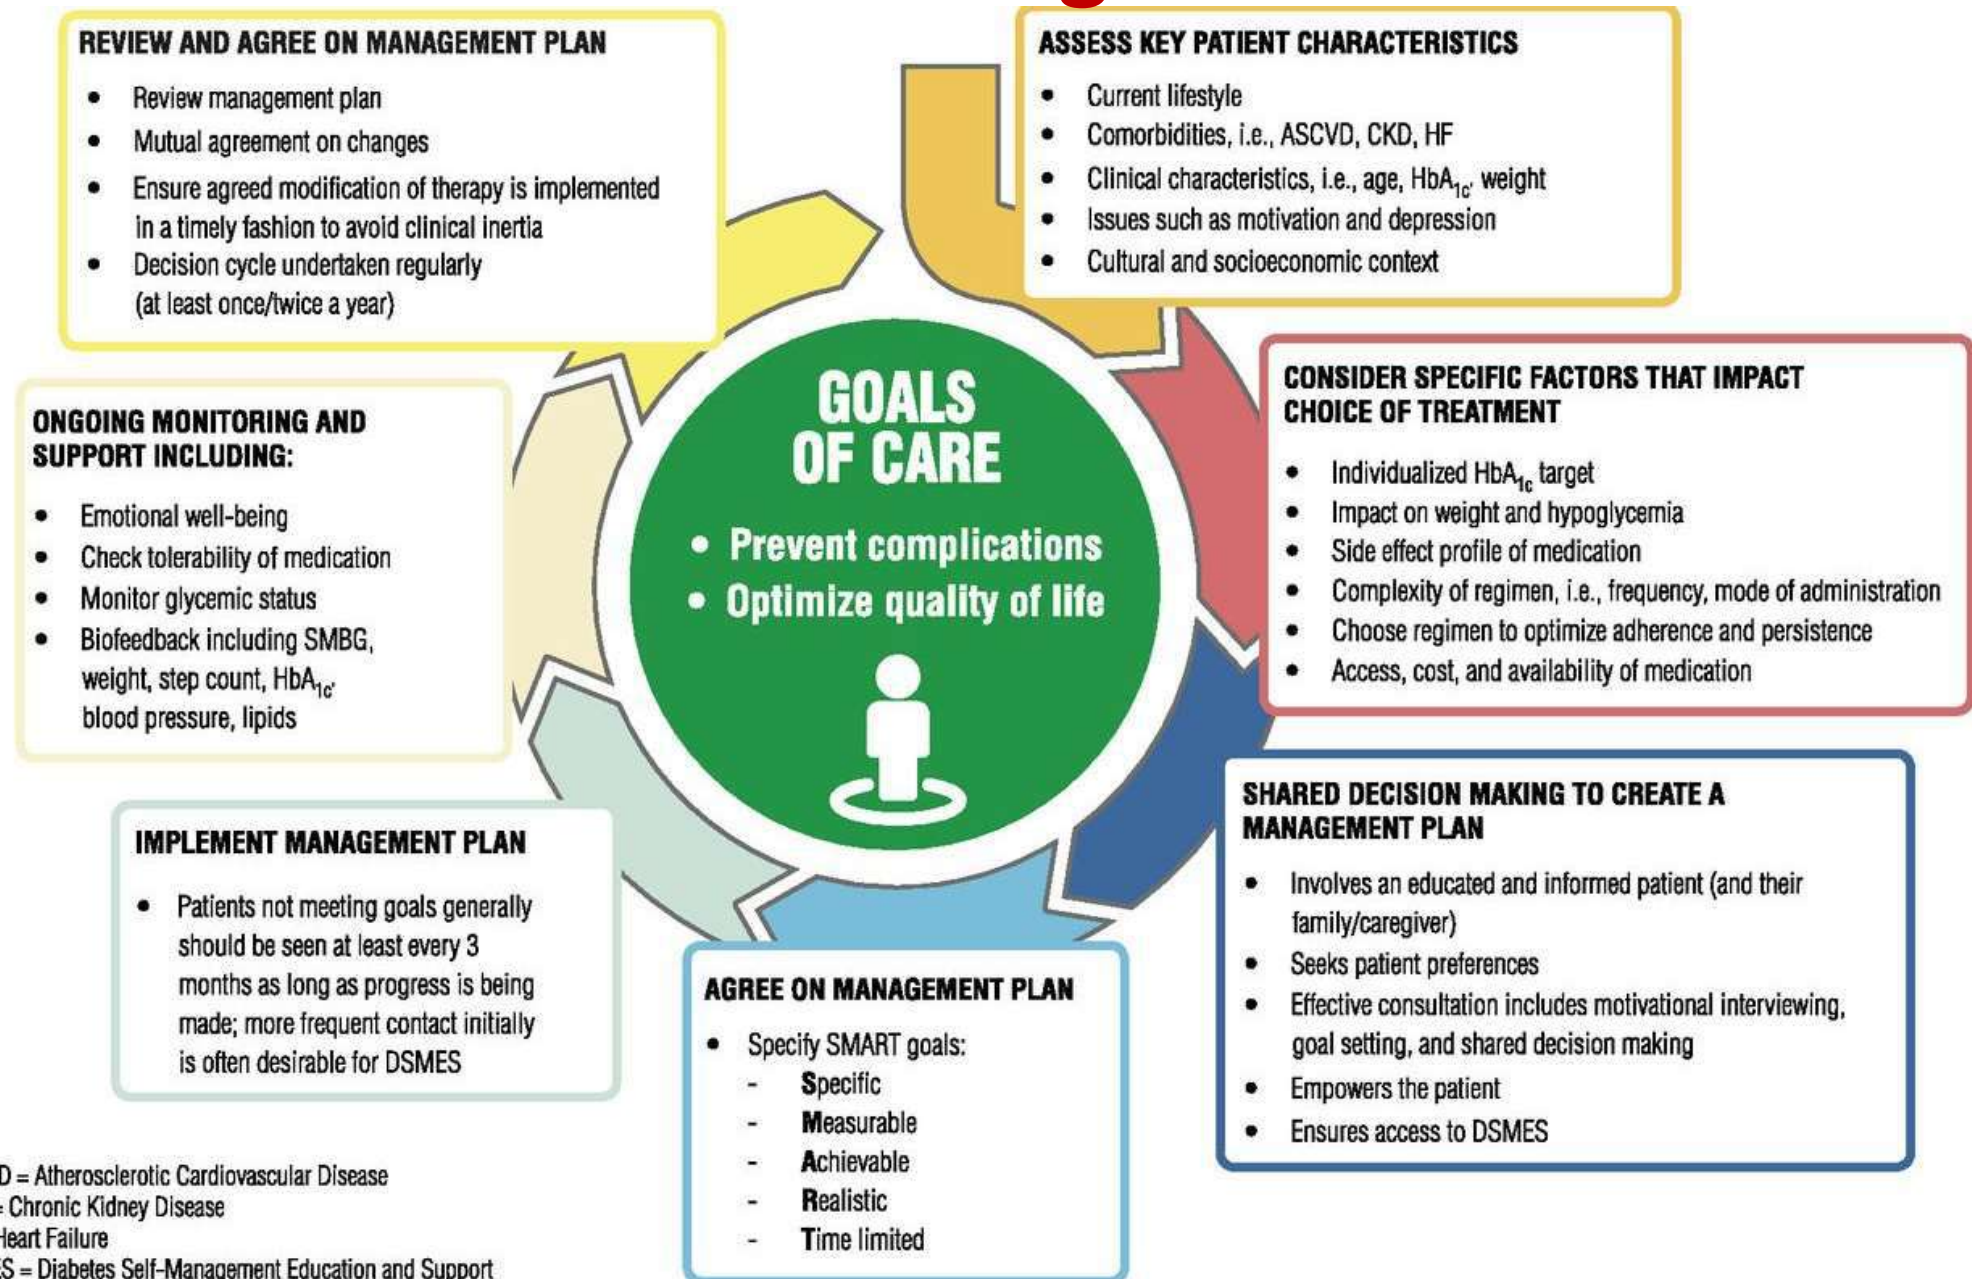 REVIEW AND AGREE ON MANAGEMENT PLAN
• Review management plan
• Mutual agreement on changes
• Ensure agreed modification of therapy is implemented
in a timely fashion to avoid clinical inertia
• Decision cycle undertaken regularly
(at least once/twice a year)
ASSESS KEY PATIENT CHARACTERISTICS
• Current lifestyle
• Comorbidities, i.e., ASCVD, CKD, HF
• Clinical characteristics, i.e., age, HbA1c, weight
• Issues such as motivation and depression
• Cultural and socioeconomic context
CONSIDER SPECIFIC FACTORS THAT IMPACT
CHOICE OF TREATMENT
• Individualized HbA1c target
• Impact on weight and hypoglycemia
• Side effect profile of medication
• Complexity of regimen, i.e., frequency, mode of administration
• Choose regimen to optimize adherence and persistence
• Access, cost, and availability of medication
SHARED DECISION MAKING TO CREATE A
MANAGEMENT PLAN
• Involves an educated and informed patient (and their
family/caregiver)
• Seeks patient preferences
• Effective consultation includes motivational interviewing,
goal setting, and shared decision making
• Empowers the patient
• Ensures access to DSMES
AGREE ON MANAGEMENT PLAN
• Specify SMART goals:
- Specific
- Measurable
- Achievable
- Realistic
- Time limited
IMPLEMENT MANAGEMENT PLAN
• Patients not meeting goals generally
should be seen at least every 3
months as long as progress is being
made; more frequent contact initially
is often desirable for DSMES
ONGOING MONITORING AND
SUPPORT INCLUDING:
• Emotional well-being
• Check tolerability of medication
• Monitor glycemic status
• Biofeedback including SMBG,
weight, step count, HbA1c,
blood pressure, lipids
GOALS
OF CARE
• Prevent complications
• Optimize quality of life
D = Atherosclerotic Cardiovascular Disease
= Chronic Kidney Disease
Heart Failure
ES = Diabetes Self-Management Education and Support